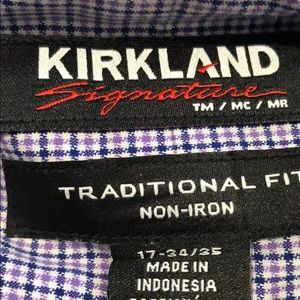 KIRKLAND
Signature
TM / MC / MR
TRADITIONAL FIT
NON-IRON
17-34/35
MADE IN
INDONESIA